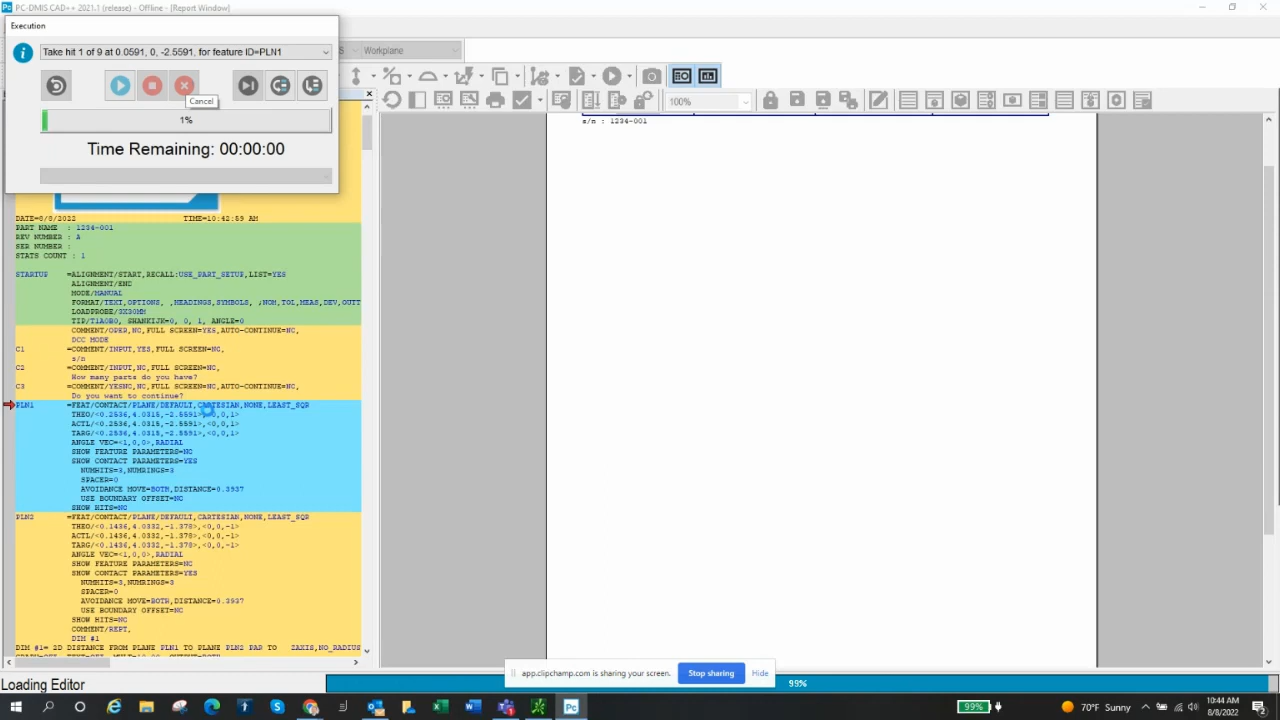 PC-DMIS CAD++ 2021.1 (release) - Offline - [Report Window]
Execution
Take hit 1 of 9 at 0.0591, 0, -2.5591, for feature ID=PLN1
Workplane
Cancel
1%
Time Remaining: 00:00:00
100%
s/n : 1234-001
DATE=8/8/2022 TIME=10:42:59 AM
PART NAME : 1234-001
REV NUMBER : A
SER NUMBER :
STATS COUNT : 1
STARTUP =ALIGNMENT/START,RECALL:USE_PART_SETUP,LIST=YES
ALIGNMENT/END
MODE/MANUAL
FORMAT/TEXT,OPTIONS, ,HEADINGS,SYMBOLS, ;NOM,TOL,MEAS,DEV,OUTT
LOADPROBE/3X30MM
TIP/T1A0B0, SHANKIJK=0, 0, 1, ANGLE=0
COMMENT/OPER,NO,FULL SCREEN=YES,AUTO-CONTINUE=NO,
DCC MODE
C1 =COMMENT/INPUT,YES,FULL SCREEN=NO,
s/n
C2 =COMMENT/INPUT,NO,FULL SCREEN=NO,
How many parts do you have?
C3 =COMMENT/YESNO,NO,FULL SCREEN=NO,AUTO-CONTINUE=NO,
Do you want to continue?
PLN1 =FEAT/CONTACT/PLANE/DEFAULT,CARTESIAN,NONE,LEAST_SQR
THEO/<0.2536,4.0315,-2.5591>,<0,0,1>
ACTL/<0.2536,4.0315,-2.5591>,<0,0,1>
TARG/<0.2536,4.0315,-2.5591>,<0,0,1>
ANGLE VEC=<1,0,0>,RADIAL
SHOW FEATURE PARAMETERS=NO
SHOW CONTACT PARAMETERS=YES
NUMHITS=3,NUMRINGS=3
SPACER=0
AVOIDANCE MOVE=BOTH,DISTANCE=0.3937
USE BOUNDARY OFFSET=NO
SHOW HITS=NO
PLN2 =FEAT/CONTACT/PLANE/DEFAULT,CARTESIAN,NONE,LEAST_SQR
THEO/<0.1436,4.0332,-1.378>,<0,0,-1>
ACTL/<0.1436,4.0332,-1.378>,<0,0,-1>
TARG/<0.1436,4.0332,-1.378>,<0,0,-1>
ANGLE VEC=<1,0,0>,RADIAL
SHOW FEATURE PARAMETERS=NO
SHOW CONTACT PARAMETERS=YES
NUMHITS=3,NUMRINGS=3
SPACER=0
AVOIDANCE MOVE=BOTH,DISTANCE=0.3937
USE BOUNDARY OFFSET=NO
SHOW HITS=NO
COMMENT/REPT,
DIM #1
DIM #1= 2D DISTANCE FROM PLANE PLN1 TO PLANE PLN2 PAR TO ZAXIS,NO_RADIUS
app.clipchamp.com is sharing your screen.
Stop sharing
Hide
Loading Editor
99%
99%
70°F Sunny
10:44 AM
8/8/2022